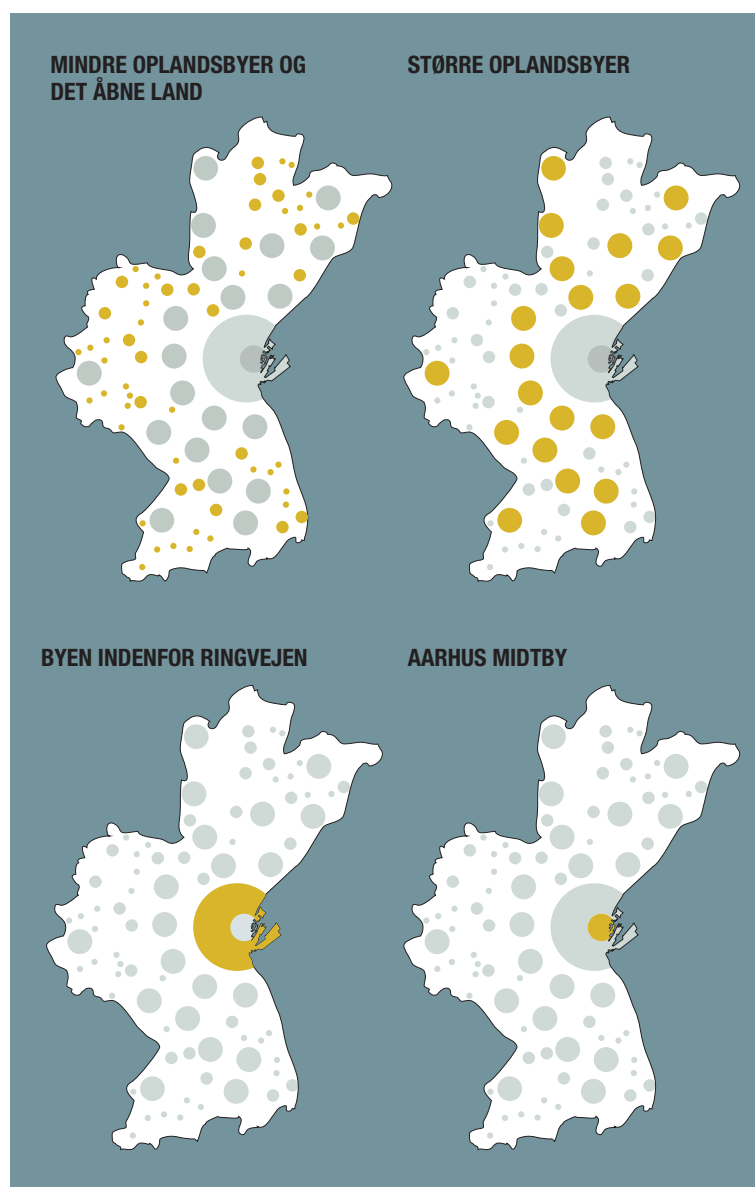 MINDRE OPLANDSBYER OG
DET ÅBNE LAND
STØRRE OPLANDSBYER
BYEN INDENFOR RINGVEJEN
AARHUS MIDTBY